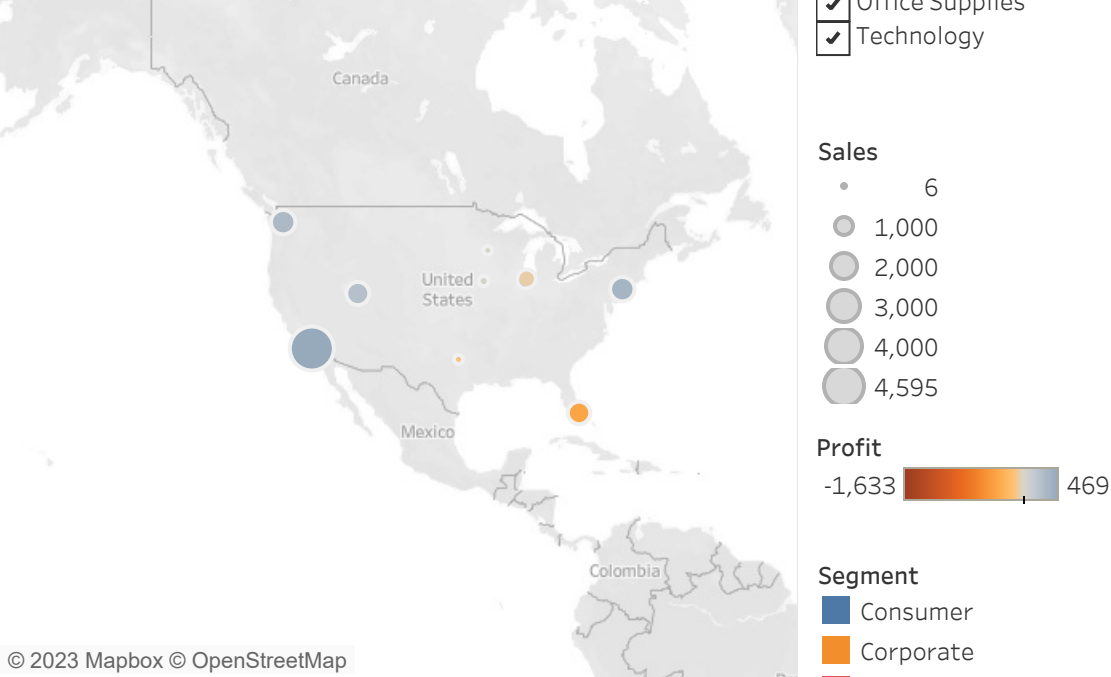 Canada
United
States
Mexico
Colombia
© 2023 Mapbox © OpenStreetMap
Office Supplies
Technology
Sales
6
1,000
2,000
3,000
4,000
4,595
Profit
-1,633 469
Segment
Consumer
Corporate